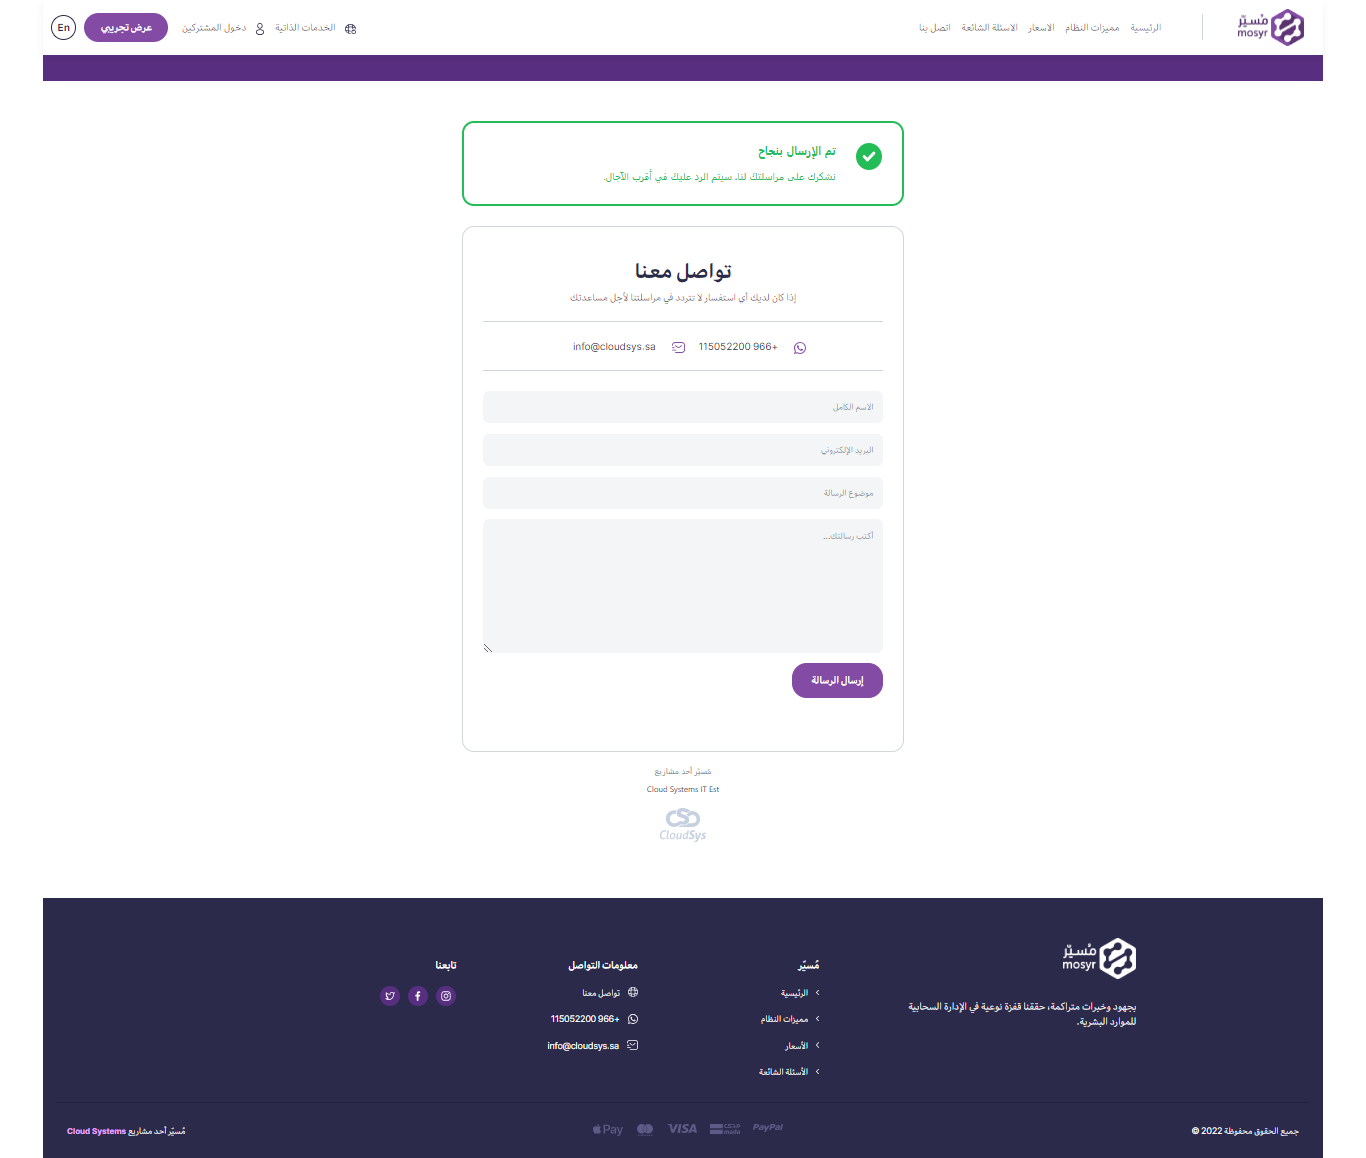 مُسيّر
mosyr
الرئيسية
مميزات النظام
الاسعار
الاسئلة الشائعة
اتصل بنا
الخدمات الذاتية
دخول المشتركين
عرض تجريبي
En
تم الإرسال بنجاح
نشكرك على مراسلتك لنا، سيتم الرد عليك في أقرب الآجال.
تواصل معنا
إذا كان لديك أي استفسار لا تتردد في مراسلتنا لأجل مساعدتك
115052200 966+
info@cloudsys.sa
الاسم الكامل
البريد الإلكتروني
موضوع الرسالة
أكتب رسالتك...
إرسال الرسالة
مُسيّر أحد مشاريع
Cloud Systems IT Est
CloudSys
مُسيّر
mosyr
بجهود وخبرات متراكمة، حققنا قفزة نوعية في الإدارة السحابية
للموارد البشرية.
مُسيّر
الرئيسية
مميزات النظام
الأسعار
الأسئلة الشائعة
معلومات التواصل
تواصل معنا
115052200 966+
info@cloudsys.sa
تابعنا
جميع الحقوق محفوظة 2022 ©
PayPal
mada
VISA
Pay
مُسيّر أحد مشاريع Cloud Systems